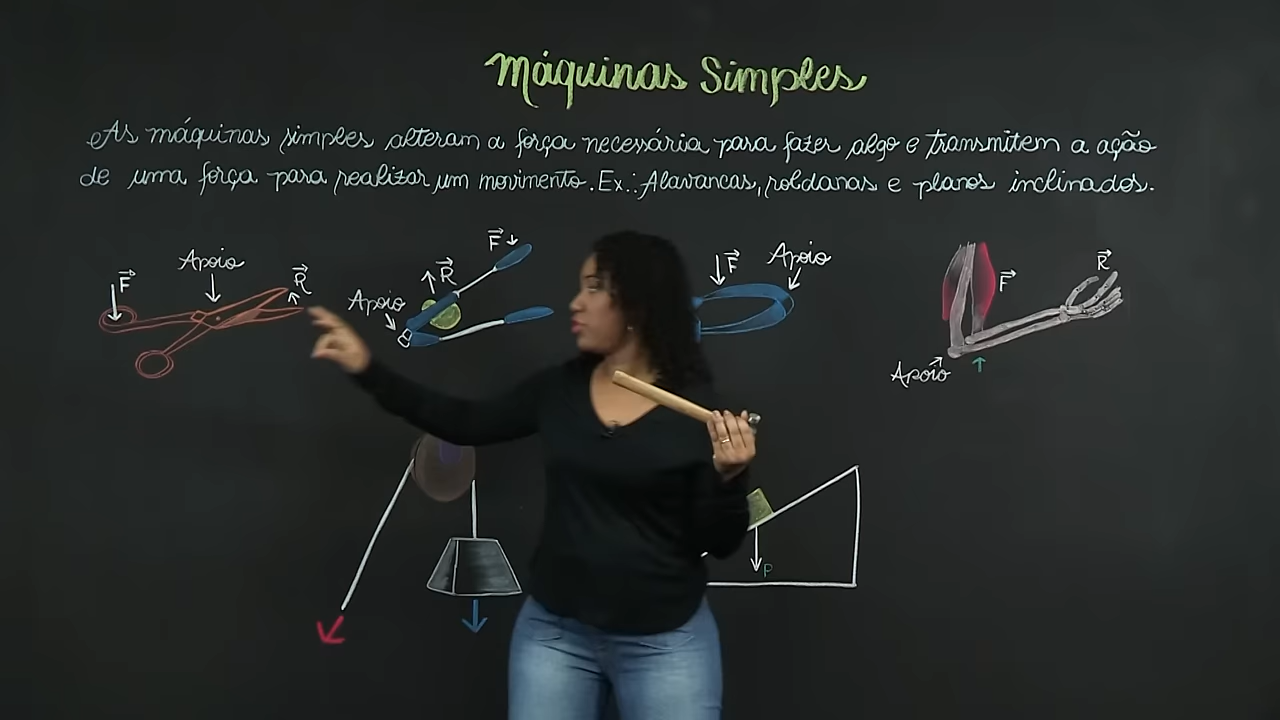 Máquinas Simples
As máquinas simples alteram a força necessária para fazer algo e transmitem a ação
de uma força para realizar um movimento. Ex.: Alavancas, roldanas e planos inclinados.
F Apoio R
Apoio R F
F Apoio
Apoio F R
P